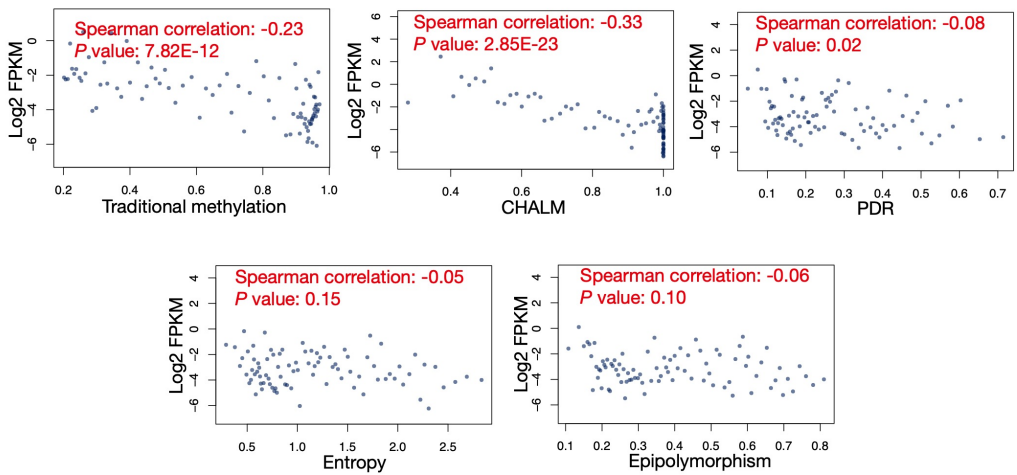 Spearman correlation: -0.23
P value: 7.82E-12
Log2 FPKM
0
-2
-4
-6
0.2 0.4 0.6 0.8 1.0
Traditional methylation
Spearman correlation: -0.33
P value: 2.85E-23
Log2 FPKM
6
4
2
0
-2
-6
0.4 0.6 0.8 1.0
CHALM
Spearman correlation: -0.08
P value: 0.02
Log2 FPKM
4
2
0
-2
-4
-6
0.1 0.2 0.3 0.4 0.5 0.6 0.7
PDR
Spearman correlation: -0.05
P value: 0.15
Log2 FPKM
4
2
0
-2
-4
-6
0.5 1.0 1.5 2.0 2.5
Entropy
Spearman correlation: -0.06
P value: 0.10
Log2 FPKM
4
2
0
-2
-4
-6
0.1 0.2 0.3 0.4 0.5 0.6 0.7 0.8
Epipolymorphism